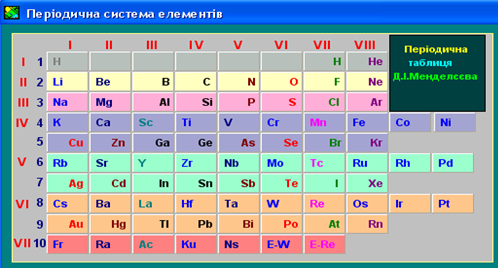 Періодична система елементів
I II III IV V VI VII VIII
Періодична
таблиця
Д.І.Менделєєва
I 1 H H He
II 2 Li Be B C N O F Ne
III 3 Na Mg Al Si P S Cl Ar
IV 4 K Ca Sc Ti V Cr Mn Fe Co Ni
5 Cu Zn Ga Ge As Se Br Kr
V 6 Rb Sr Y Zr Nb Mo Tc Ru Rh Pd
7 Ag Cd In Sn Sb Te I Xe
VI 8 Cs Ba La Hf Ta W Re Os Ir Pt
9 Au Hg Tl Pb Bi Po At Rn
VII 10 Fr Ra Ac Ku Ns E-W E-Re